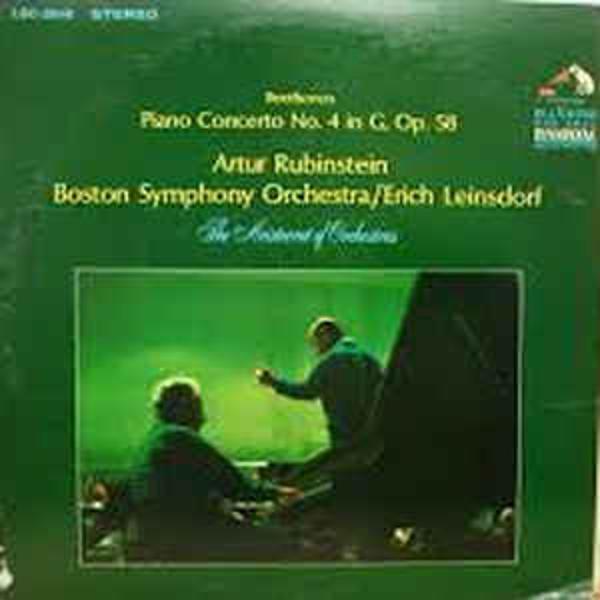 STEREO
Beethoven
Piano Concerto No. 4 in G, Op. 58
Artur Rubinstein
Boston Symphony Orchestra/Erich Leinsdorf
The Aristocrat of Orchestras